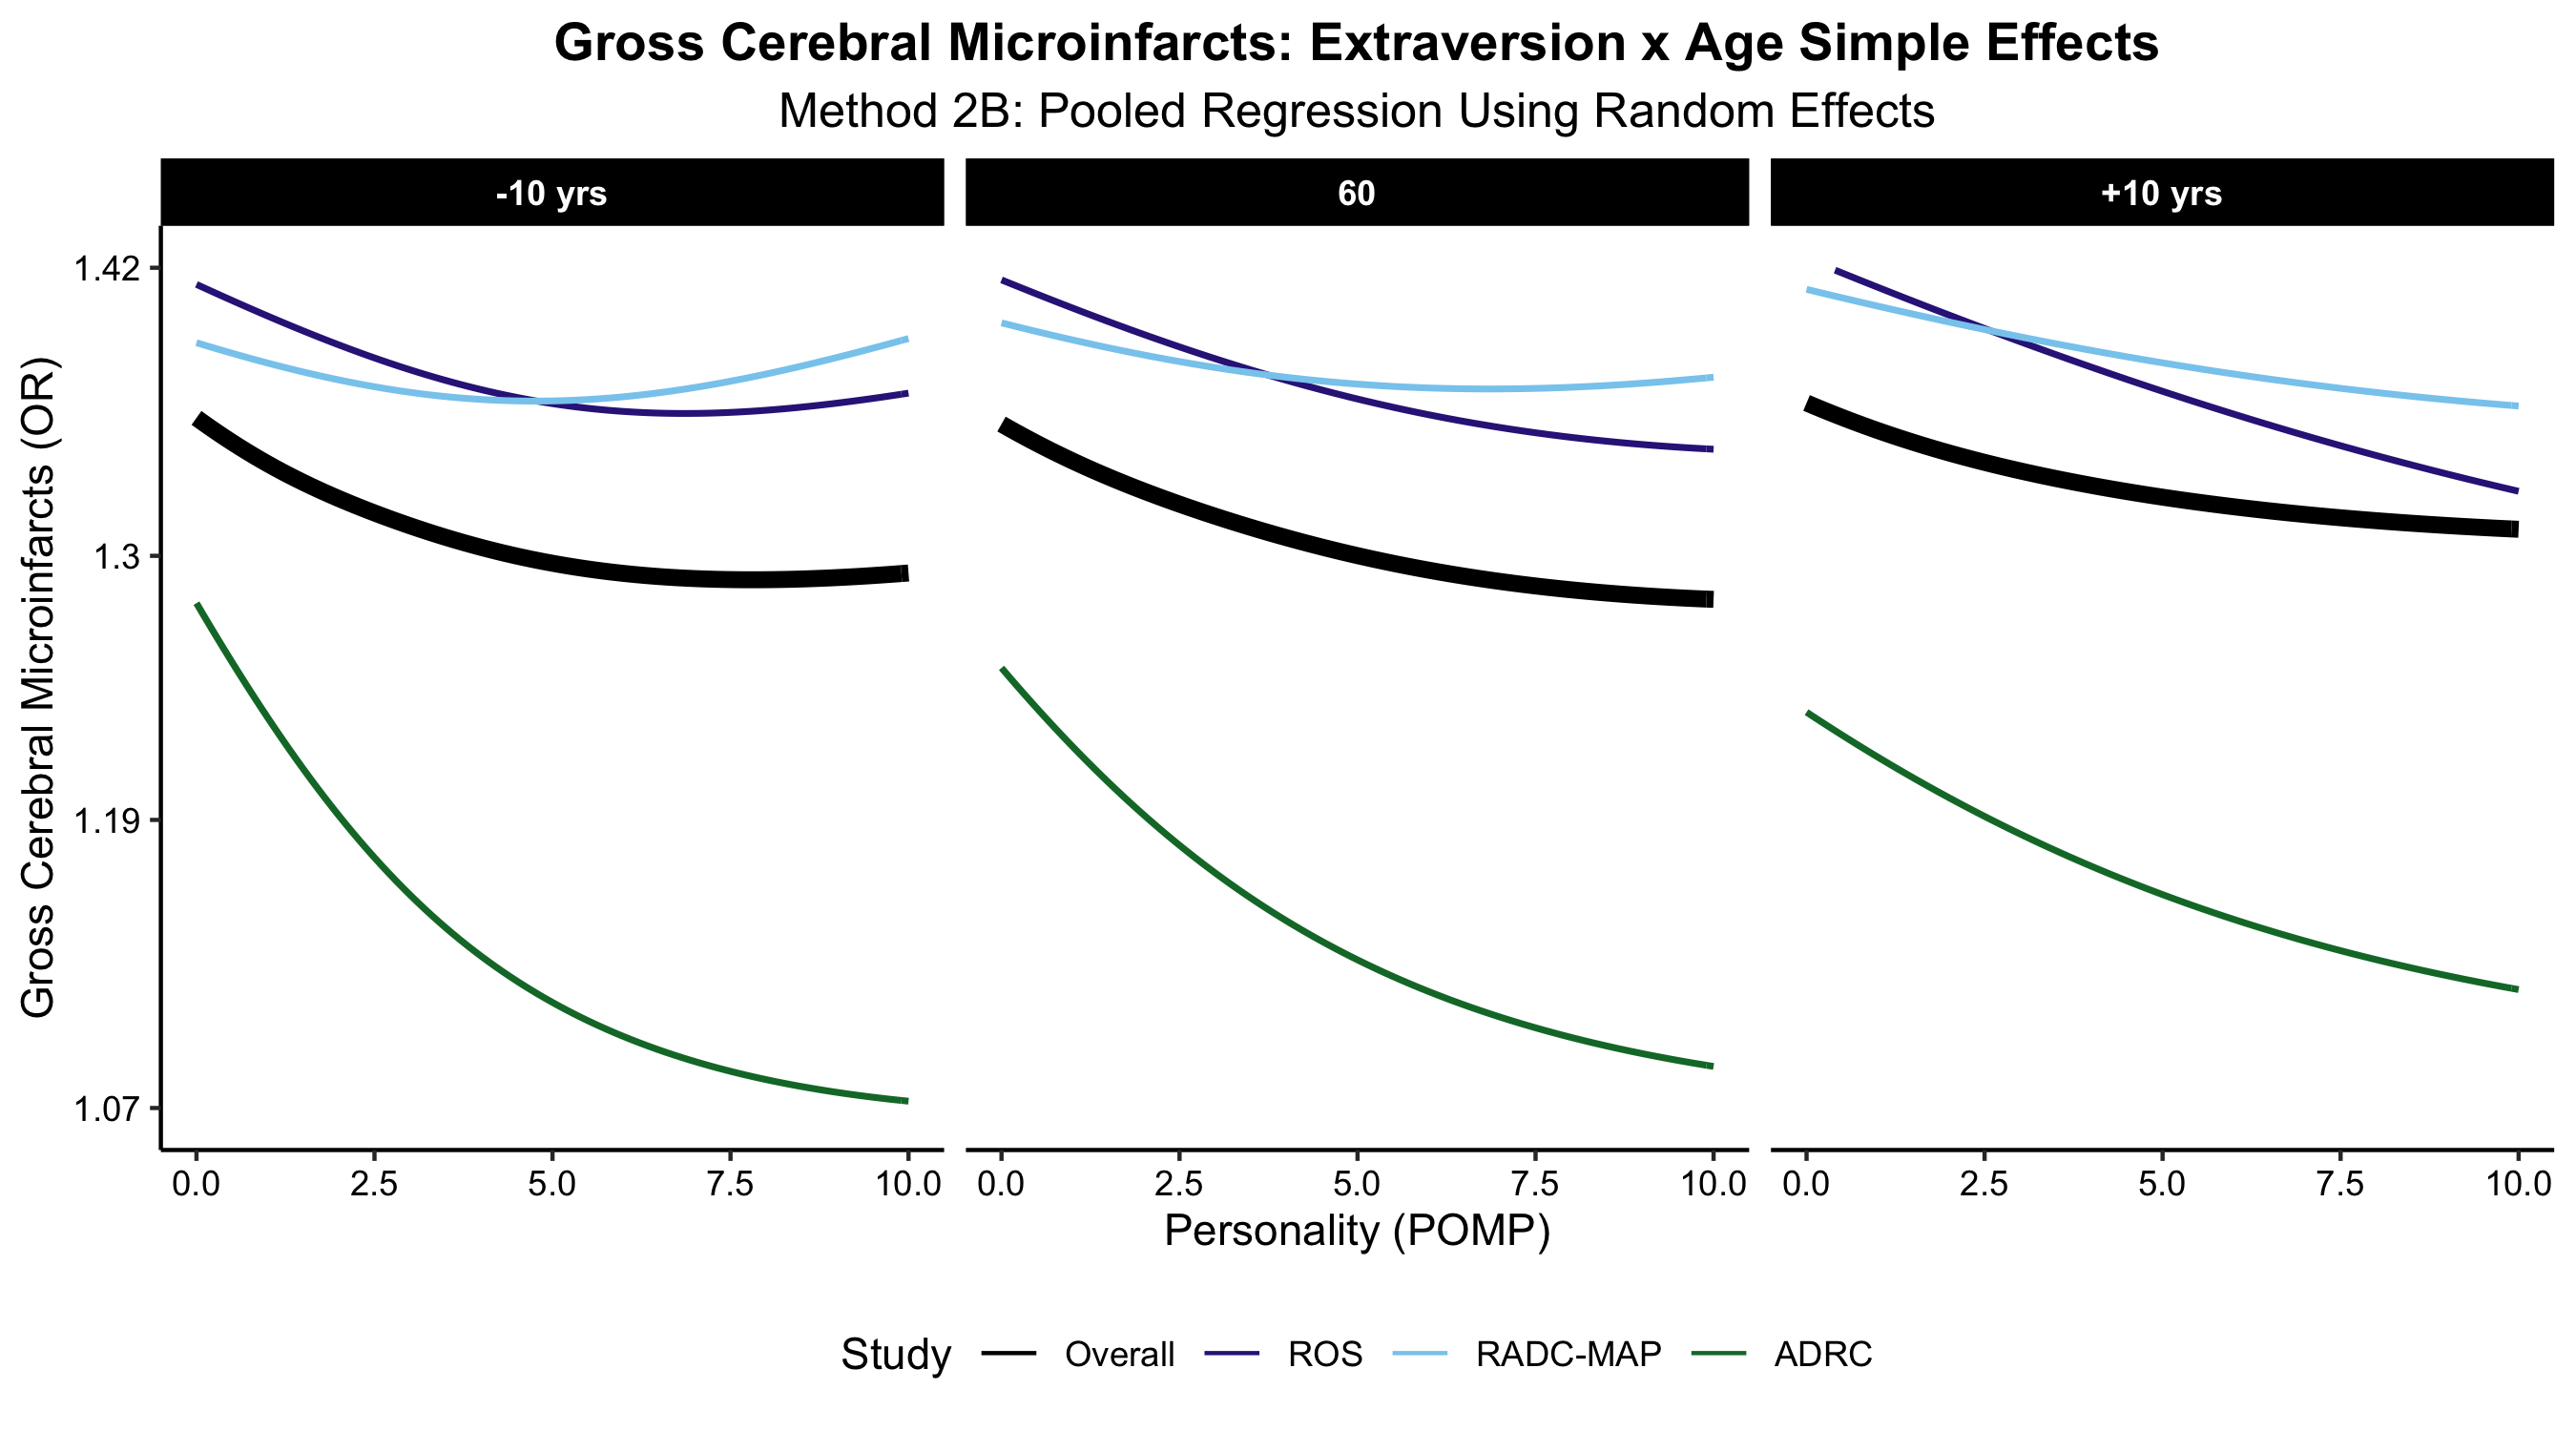 Gross Cerebral Microinfarcts: Extraversion x Age Simple Effects
Method 2B: Pooled Regression Using Random Effects
-10 yrs
60
+10 yrs
Gross Cerebral Microinfarcts (OR)
1.42
1.3
1.19
1.07
0.0 2.5 5.0 7.5 10.0
0.0 2.5 5.0 7.5 10.0
0.0 2.5 5.0 7.5 10.0
Personality (POMP)
Study Overall ROS RADC-MAP ADRC